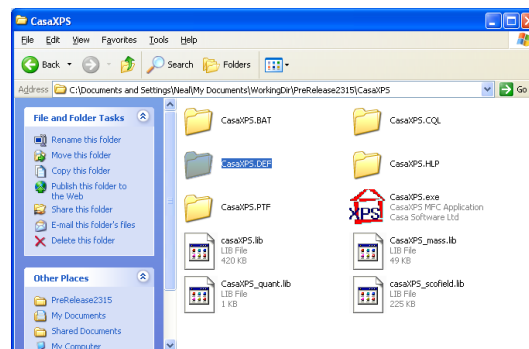 CasaXPS
File Edit View Favorites Tools Help
Back Search Folders
Address C:\Documents and Settings\Neal\My Documents\WorkingDir\PreRelease2315\CasaXPS Go
File and Folder Tasks
Rename this folder
Move this folder
Copy this folder
Publish this folder to
the Web
Share this folder
E-mail this folder's files
Delete this folder
Other Places
PreRelease2315
My Documents
Shared Documents
My Computer
CasaXPS.BAT
CasaXPS.CQL
CasaXPS.DEF
CasaXPS.HLP
CasaXPS.PTF
XPS
CasaXPS.exe
CasaXPS MFC Application
Casa Software Ltd
casaXPS.lib
LIB File
420 KB
CasaXPS_mass.lib
LIB File
49 KB
casaXPS_quant.lib
LIB File
1 KB
casaXPS_scofield.lib
LIB File
225 KB